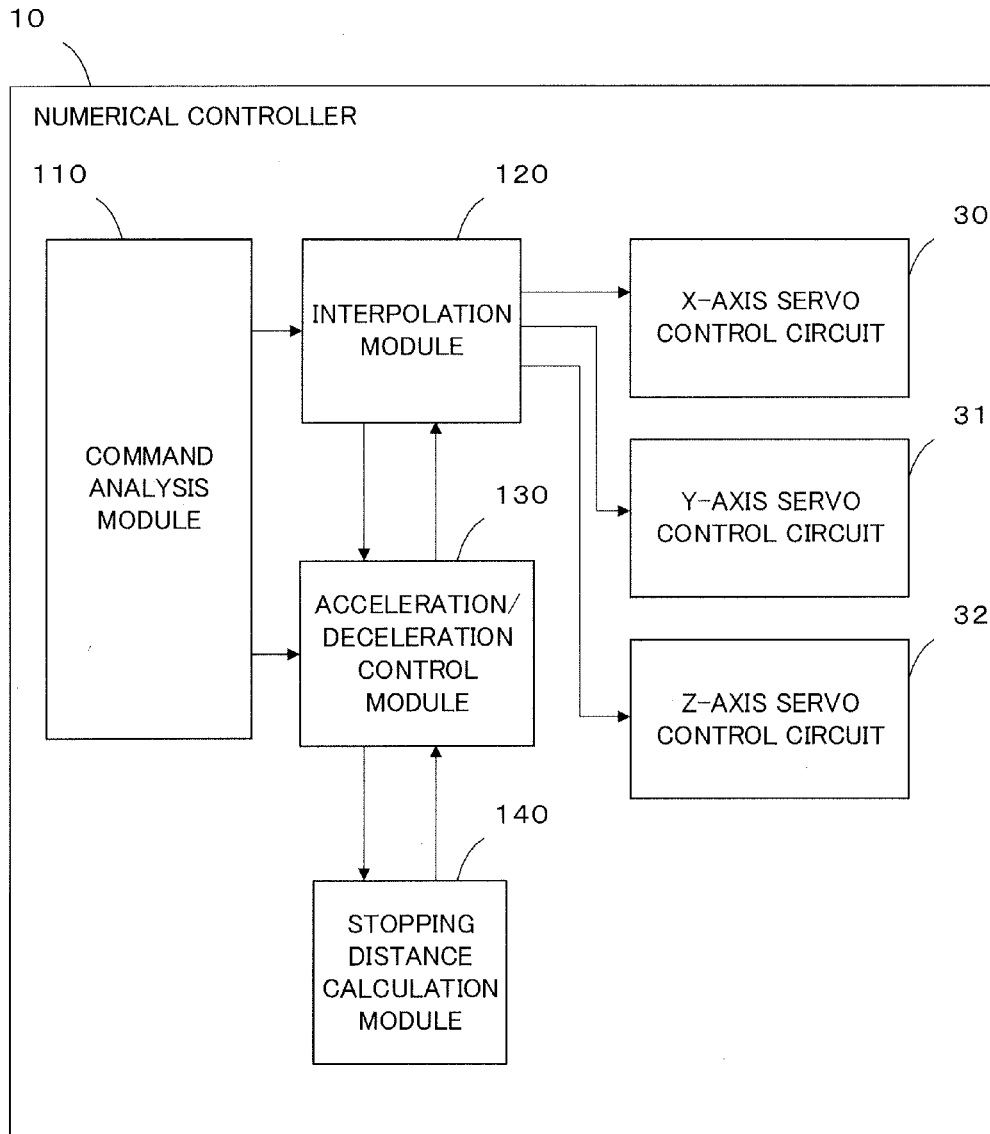 10
NUMERICAL CONTROLLER
110
120
30
COMMAND
ANALYSIS
MODULE
INTERPOLATION
MODULE
X-AXIS SERVO
CONTROL CIRCUIT
31
Y-AXIS SERVO
CONTROL CIRCUIT
130
ACCELERATION/
DECELERATION
CONTROL
MODULE
32
Z-AXIS SERVO
CONTROL CIRCUIT
140
STOPPING
DISTANCE
CALCULATION
MODULE